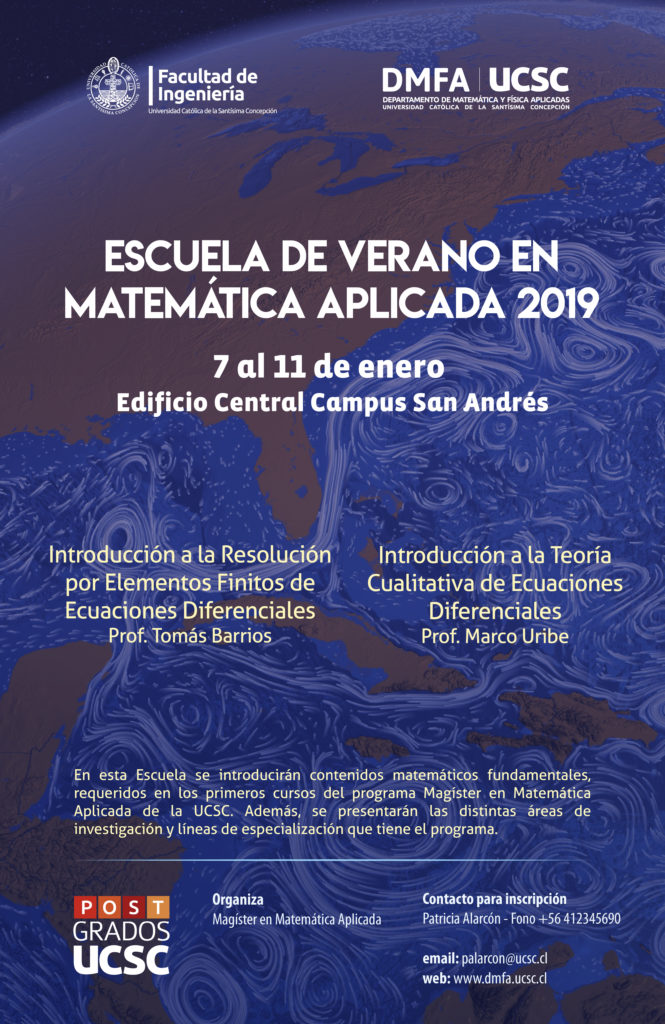 UNIVERSIDAD CATÓLICA DE LA SANTÍSIMA CONCEPCIÓN
Facultad de
Ingeniería
Universidad Católica de la Santísima Concepción
DMFA | UCSC
DEPARTAMENTO DE MATEMÁTICA Y FÍSICA APLICADAS
UNIVERSIDAD CATÓLICA DE LA SANTÍSIMA CONCEPCIÓN
ESCUELA DE VERANO EN
MATEMÁTICA APLICADA 2019
7 al 11 de enero
Edificio Central Campus San Andrés
Introducción a la Resolución
por Elementos Finitos de
Ecuaciones Diferenciales
Prof. Tomás Barrios
Introducción a la Teoría
Cualitativa de Ecuaciones
Diferenciales
Prof. Marco Uribe
En esta Escuela se introducirán contenidos matemáticos fundamentales,
requeridos en los primeros cursos del programa Magíster en Matemática
Aplicada de la UCSC. Además, se presentarán las distintas áreas de
investigación y líneas de especialización que tiene el programa.
POST
GRADOS
UCSC
Organiza
Magíster en Matemática Aplicada
Contacto para inscripción
Patricia Alarcón - Fono +56 412345690
email: palarcon@ucsc.cl
web: www.dmfa.ucsc.cl